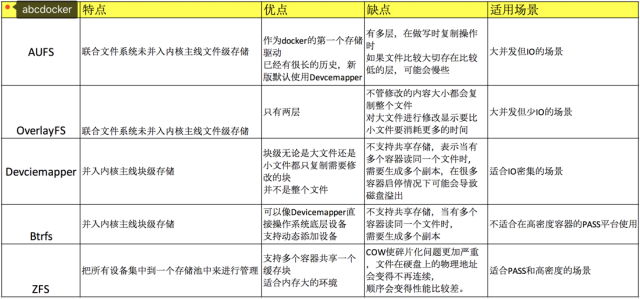 abcdocker
特点
优点
缺点
适用场景
AUFS
联合文件系统未并入内核主线文件级存储
作为docker的第一个存储
驱动
已经有很长的历史，新
版默认使用Devcemapper
有多层，在做写时复制操作
时
如果文件比较大切存在比较
低的层，可能会慢些
大并发但IO的场景
OverlayFS
联合文件系统未并入内核主线文件级存储
只有两层
不管修改的内容大小都会复
制整个文件
对大文件进行修改显示要比
小文件要消耗更多的时间
大并发但少IO的场景
Devciemapper
并入内核主线块级存储
块级无论是大文件还是
小文件都只复制需要修
改的块
并不是整个文件
不支持共享存储，表示当有
多个容器读同一个文件时，
需要生成多个副本，在很多
容器启停情况下可能会导致
磁盘溢出
适合IO密集的场景
Btrfs
并入内核主线块级存储
可以像Devicemapper直
接操作系统底层设备
支持动态添加设备
不支持共享存储，当有多个
容器读同一个文件时，
需要生成多个副本
不适合在高密度容器的PASS平台使用
ZFS
把所有设备集中到一个存储池中来进行管理
支持多个容器共享一个
缓存块
适合内存大的环境
COW使碎片化问题更加严重
，文件在硬盘上的物理地址
会变得不再连续，
顺序会变得性能比较差。
适合PASS和高密度的场景